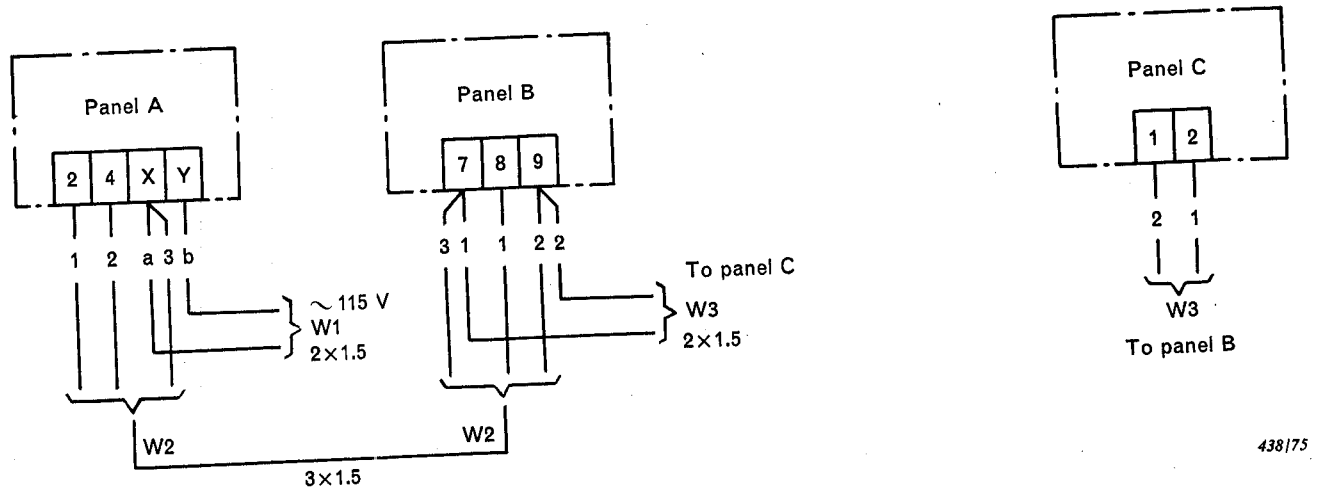 Panel A
2 4 X Y
1 2 a 3 b
~ 115 V
W1
2×1.5
W2
3×1.5
Panel B
7 8 9
3 1 1 2 2
To panel C
W3
2×1.5
W2
Panel C
1 2
2 1
W3
To panel B
438/75